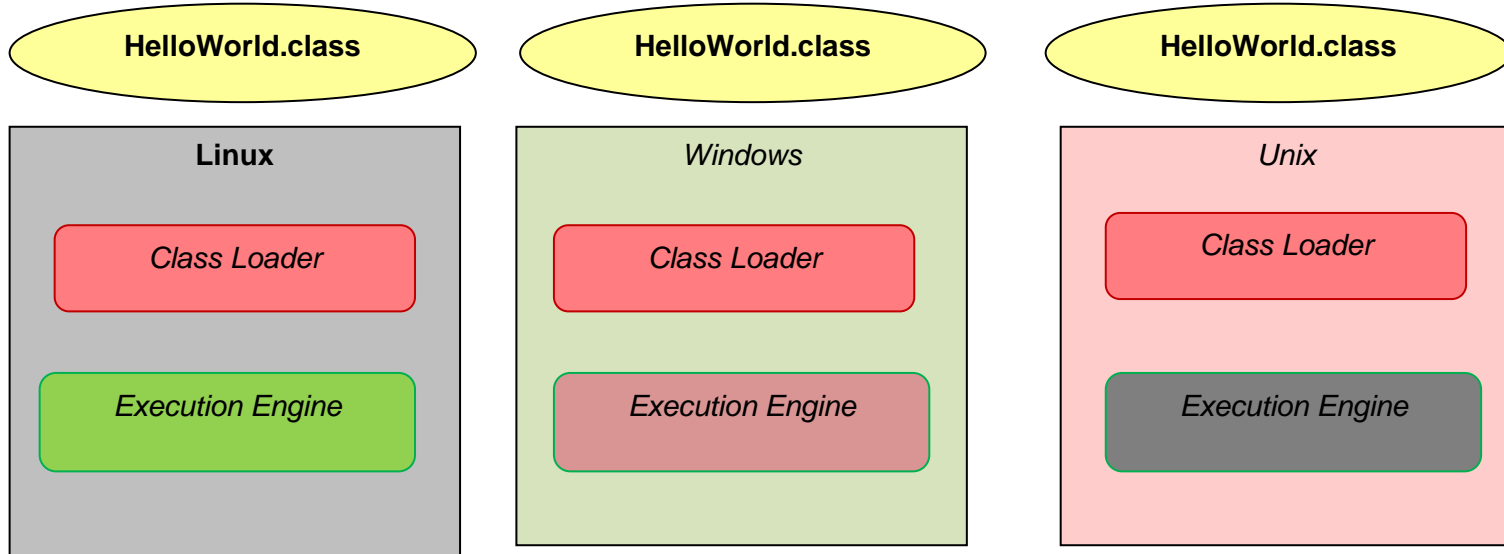 HelloWorld.class
HelloWorld.class
HelloWorld.class
Linux
Windows
Unix
Class Loader
Class Loader
Class Loader
Execution Engine
Execution Engine
Execution Engine